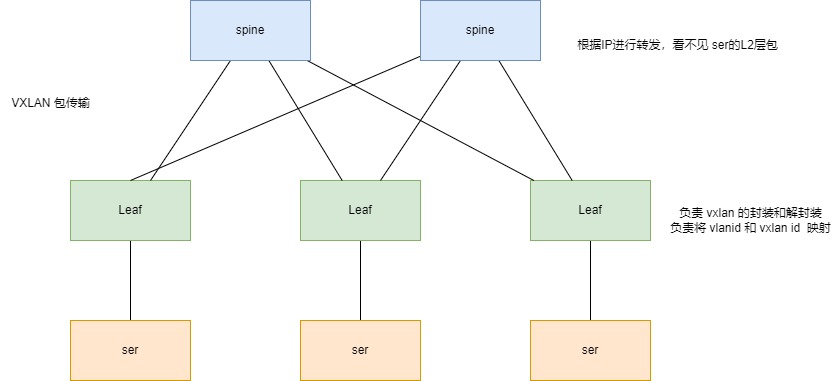 spine
spine
根据IP进行转发，看不见 ser的L2层包
VXLAN 包传输
Leaf
Leaf
Leaf
负责 vxlan 的封装和解封装
负责将 vlanid 和 vxlan id 映射
ser
ser
ser